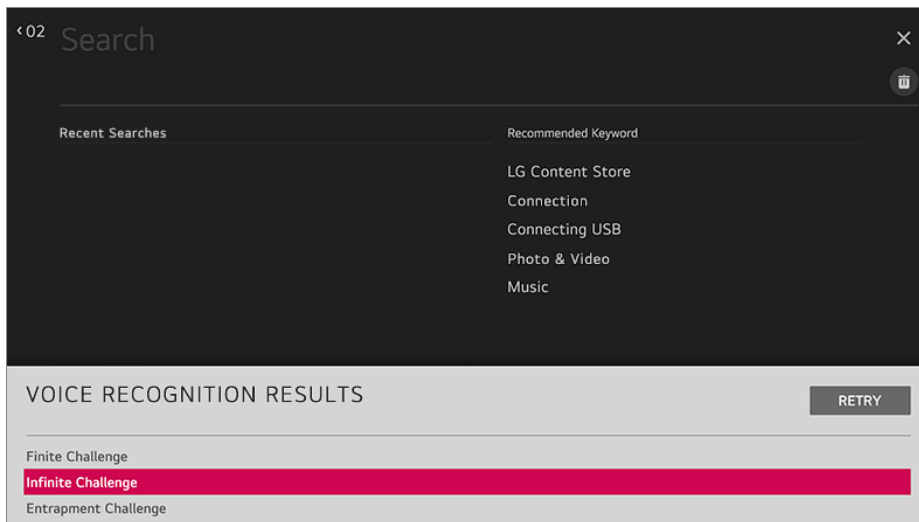 ‹02
Search
Recent Searches
Recommended Keyword
LG Content Store
Connection
Connecting USB
Photo & Video
Music
VOICE RECOGNITION RESULTS
RETRY
Finite Challenge
Infinite Challenge
Entrapment Challenge